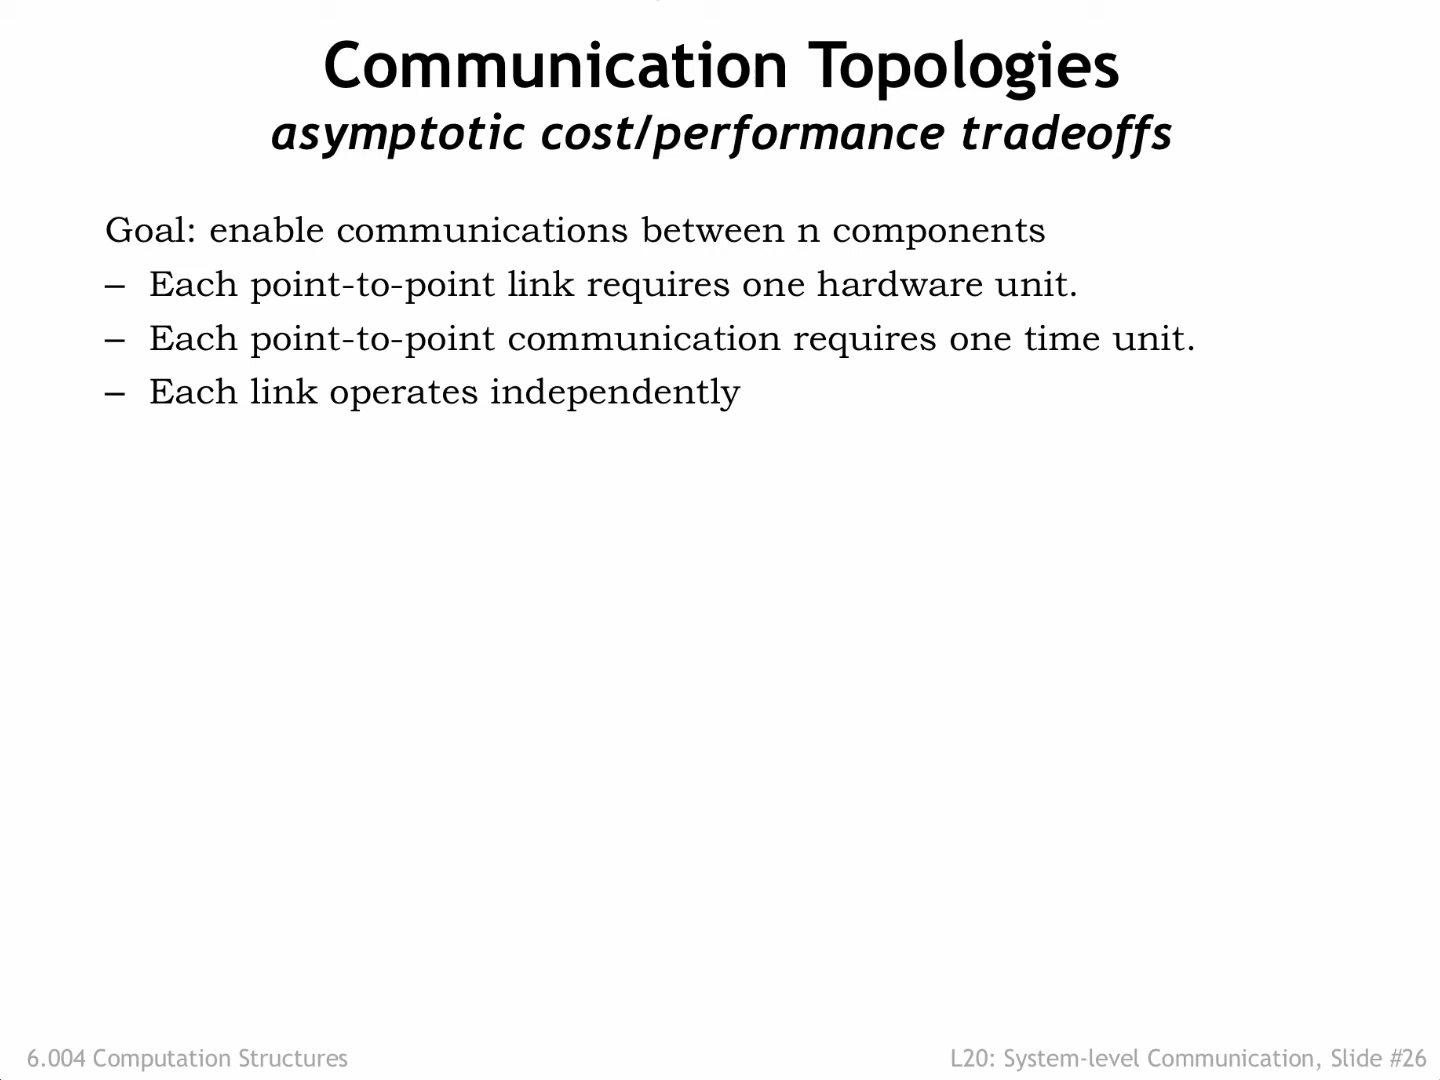 Communication Topologies
asymptotic cost/performance tradeoffs
Goal: enable communications between n components
– Each point-to-point link requires one hardware unit.
– Each point-to-point communication requires one time unit.
– Each link operates independently
6.004 Computation Structures
L20: System-level Communication, Slide #26